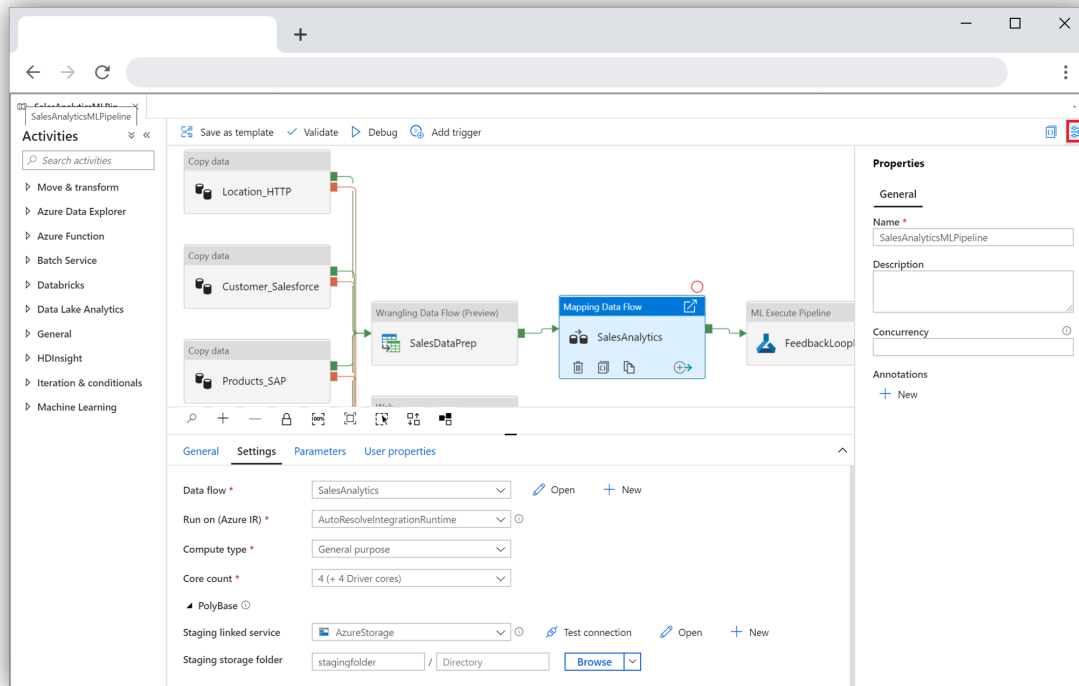 SalesAnalyticsMLPip
SalesAnalyticsMLPipeline
Activities
Search activities
Move & transform
Azure Data Explorer
Azure Function
Batch Service
Databricks
Data Lake Analytics
General
HDInsight
Iteration & conditionals
Machine Learning
Save as template Validate Debug Add trigger
Copy data
Location_HTTP
Copy data
Customer_Salesforce
Copy data
Products_SAP
Wrangling Data Flow (Preview)
SalesDataPrep
Mapping Data Flow
SalesAnalytics
ML Execute Pipeline
FeedbackLoop
Web
100%
General Settings Parameters User properties
Data flow * SalesAnalytics Open New
Run on (Azure IR) * AutoResolveIntegrationRuntime
Compute type * General purpose
Core count * 4 (+ 4 Driver cores)
PolyBase
Staging linked service AzureStorage Test connection Open New
Staging storage folder stagingfolder / Directory Browse
Properties
General
Name *
SalesAnalyticsMLPipeline
Description
Concurrency
Annotations
New